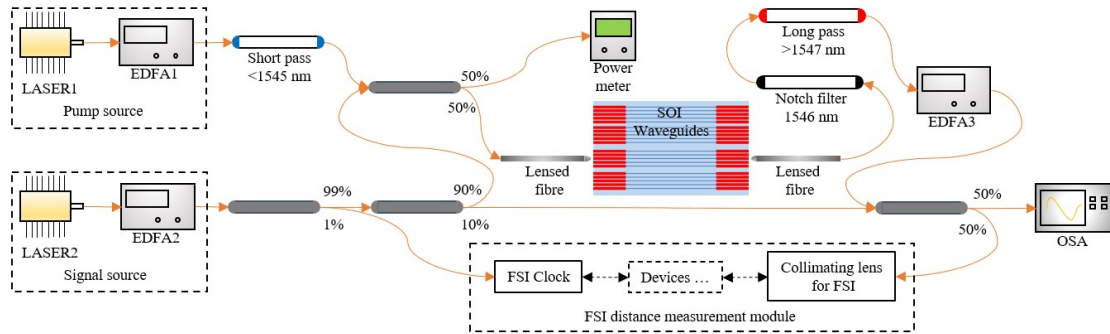 LASER1
EDFA1
Pump source
Short pass
<1545 nm
50%
50%
Power
meter
SOI
Waveguides
Lensed
fibre
Lensed
fibre
Long pass
>1547 nm
Notch filter
1546 nm
EDFA3
LASER2
EDFA2
Signal source
99%
1%
90%
10%
50%
50%
OSA
FSI Clock
Devices ...
Collimating lens
for FSI
FSI distance measurement module